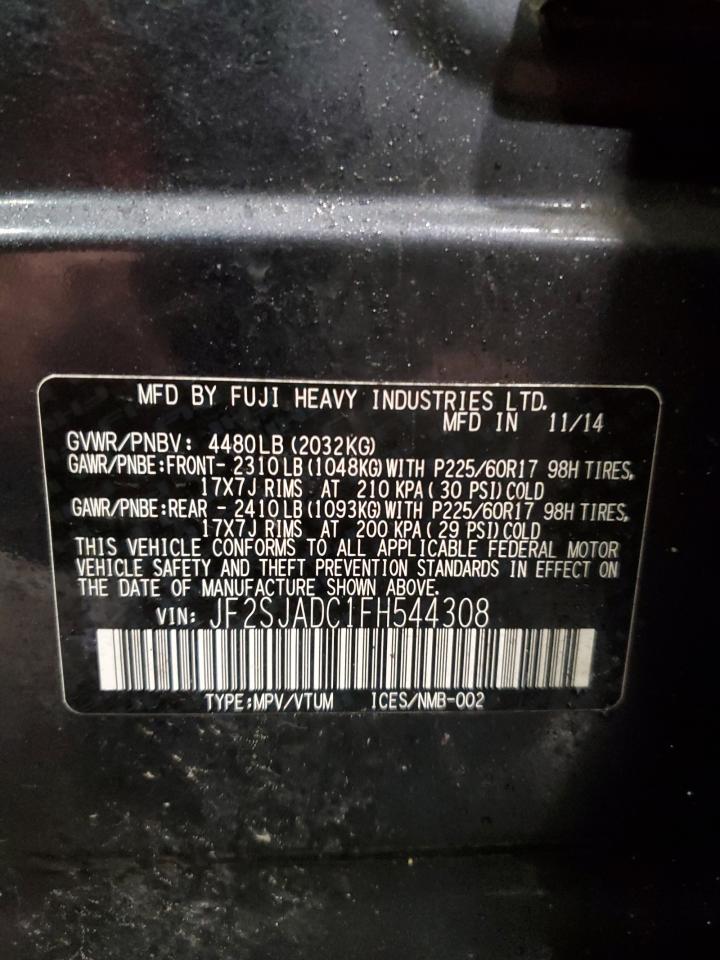 MFD BY FUJI HEAVY INDUSTRIES LTD.
MFD IN 11/14
GVWR/PNBV: 4480LB(2032KG)
GAWR/PNBE:FRONT- 2310LB(1048KG)WITH P225/60R17 98H TIRES,
17X7J RIMS AT 210 KPA(30 PSI)COLD
GAWR/PNBE:REAR - 2410LB(1093KG)WITH P225/60R17 98H TIRES,
17X7J RIMS AT 200 KPA(29 PSI)COLD
THIS VEHICLE CONFORMS TO ALL APPLICABLE FEDERAL MOTOR
VEHICLE SAFETY AND THEFT PREVENTION STANDARDS IN EFFECT ON
THE DATE OF MANUFACTURE SHOWN ABOVE.
VIN: JF2SJADC1FH544308
TYPE:MPV/VTUM ICES/NMB-002